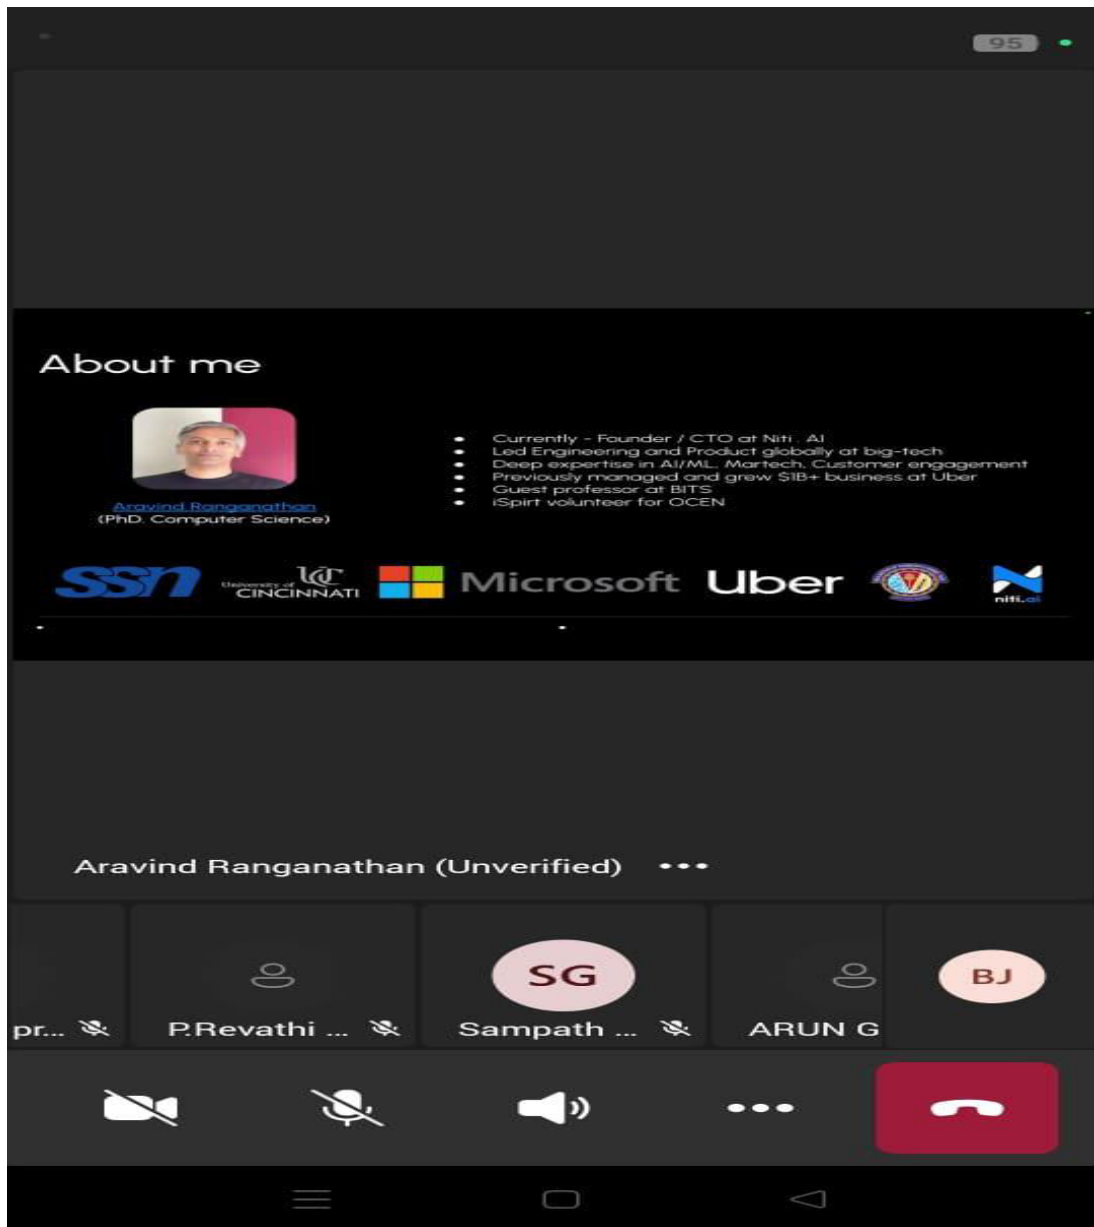 95
About me
Aravind Ranganathan
(PhD. Computer Science)
Currently - Founder / CTO at Niti . AI
Led Engineering and Product globally at big-tech
Deep expertise in AI/ML, Martech, Customer engagement
Previously managed and grew $1B+ business at Uber
Guest professor at BITS
iSpirt volunteer for OCEN
ssn
University of
CINCINNATI
UC
Microsoft
Uber
niti.ai
Aravind Ranganathan (Unverified)
SG
BJ
pr...
P.Revathi ...
Sampath ...
ARUN G